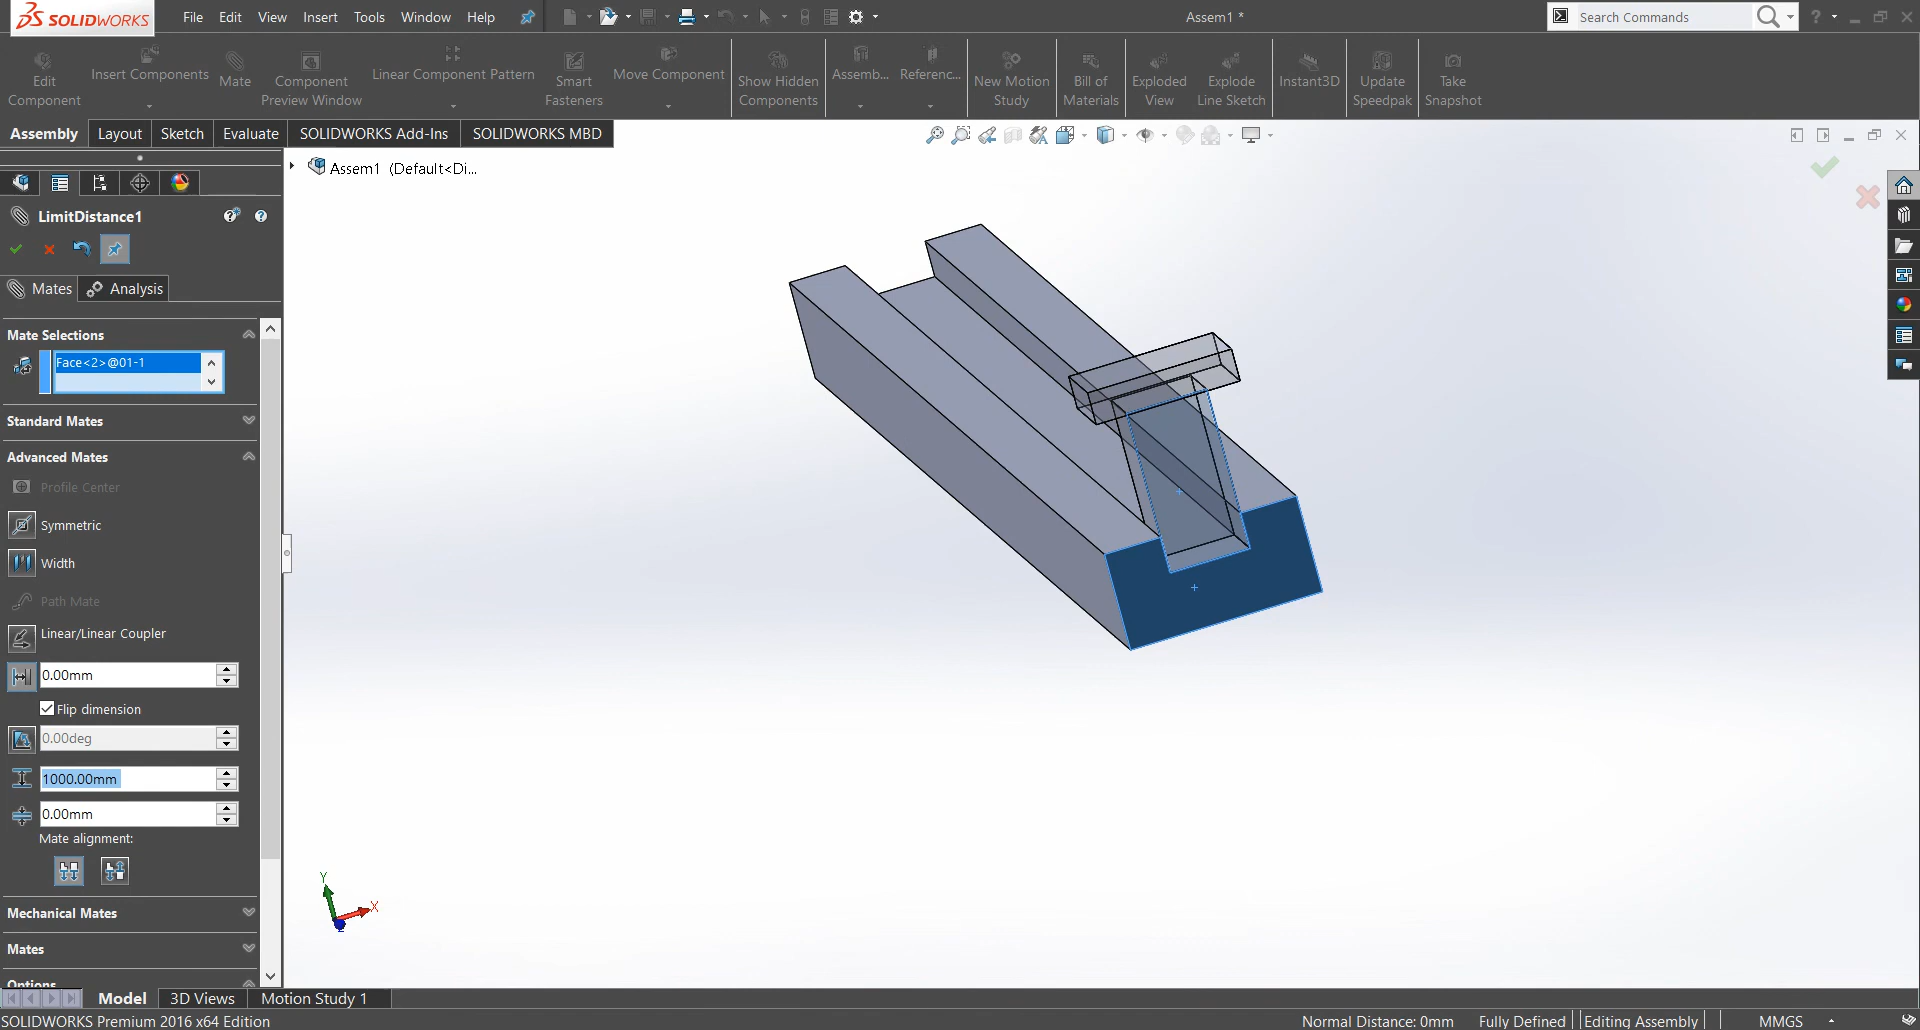 SOLIDWORKS File Edit View Insert Tools Window Help Assem1 * Search Commands ?
Edit Component Insert Components Mate Component Preview Window Linear Component Pattern Smart Fasteners Move Component Show Hidden Components Assemb... Referenc... New Motion Study Bill of Materials Exploded View Explode Line Sketch Instant3D Update Speedpak Take Snapshot
Assembly Layout Sketch Evaluate SOLIDWORKS Add-Ins SOLIDWORKS MBD
Assem1 (Default<Di...
LimitDistance1
Mates Analysis
Mate Selections
Face<2>@01-1
Standard Mates
Advanced Mates
Profile Center
Symmetric
Width
Path Mate
Linear/Linear Coupler
0.00mm
Flip dimension
0.00deg
1000.00mm
0.00mm
Mate alignment:
Y
X
Z
Mechanical Mates
Mates
Options
Model 3D Views Motion Study 1
SOLIDWORKS Premium 2016 x64 Edition Normal Distance: 0mm Fully Defined Editing Assembly MMGS